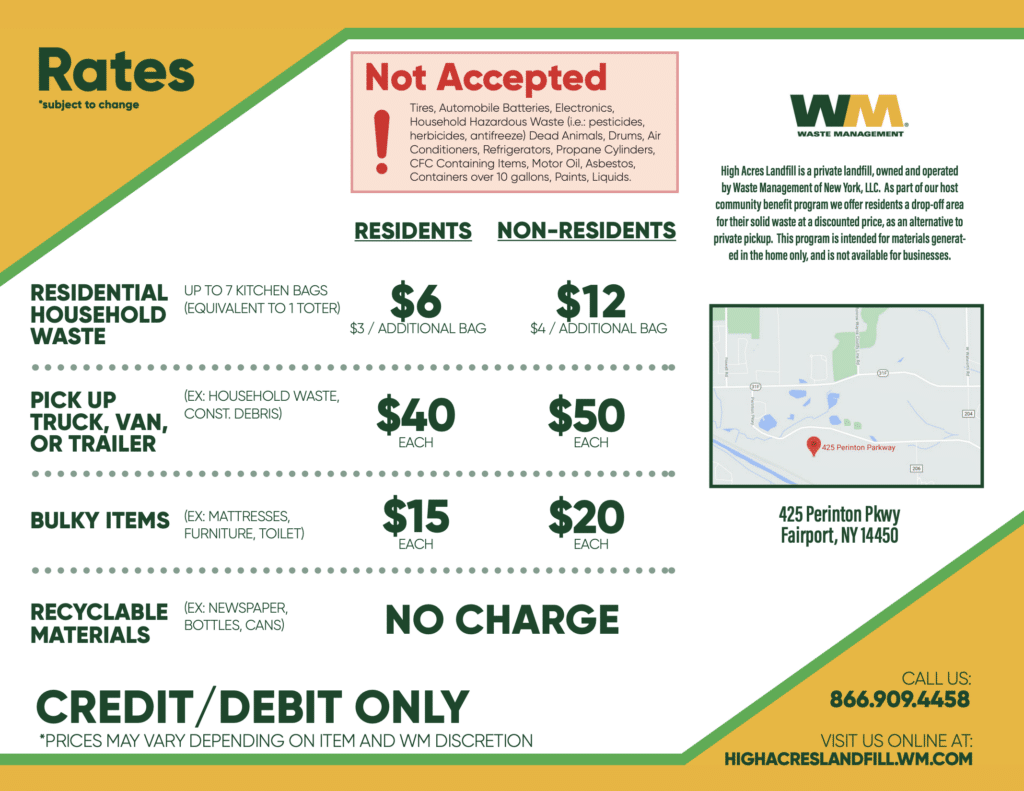 Rates
*subject to change
Not Accepted
Tires, Automobile Batteries, Electronics,
Household Hazardous Waste (i.e.: pesticides,
herbicides, antifreeze) Dead Animals, Drums, Air
Conditioners, Refrigerators, Propane Cylinders,
CFC Containing Items, Motor Oil, Asbestos,
Containers over 10 gallons, Paints, Liquids.
WM
WASTE MANAGEMENT
High Acres Landfill is a private landfill, owned and operated
by Waste Management of New York, LLC. As part of our host
community benefit program we offer residents a drop-off area
for their solid waste at a discounted price, as an alternative to
private pickup. This program is intended for materials generat-
ed in the home only, and is not available for businesses.
RESIDENTS NON-RESIDENTS
RESIDENTIAL
HOUSEHOLD
WASTE
UP TO 7 KITCHEN BAGS
(EQUIVALENT TO 1 TOTER)
$6
$3 / ADDITIONAL BAG
$12
$4 / ADDITIONAL BAG
PICK UP
TRUCK, VAN,
OR TRAILER
(EX: HOUSEHOLD WASTE,
CONST. DEBRIS)
$40
EACH
$50
EACH
BULKY ITEMS
(EX: MATTRESSES,
FURNITURE, TOILET)
$15
EACH
$20
EACH
RECYCLABLE
MATERIALS
(EX: NEWSPAPER,
BOTTLES, CANS)
NO CHARGE
31F
31F
204
425 Perinton Parkway
206
425 Perinton Pkwy
Fairport, NY 14450
CREDIT/DEBIT ONLY
*PRICES MAY VARY DEPENDING ON ITEM AND WM DISCRETION
CALL US:
866.909.4458
VISIT US ONLINE AT:
HIGHACRESLANDFILL.WM.COM